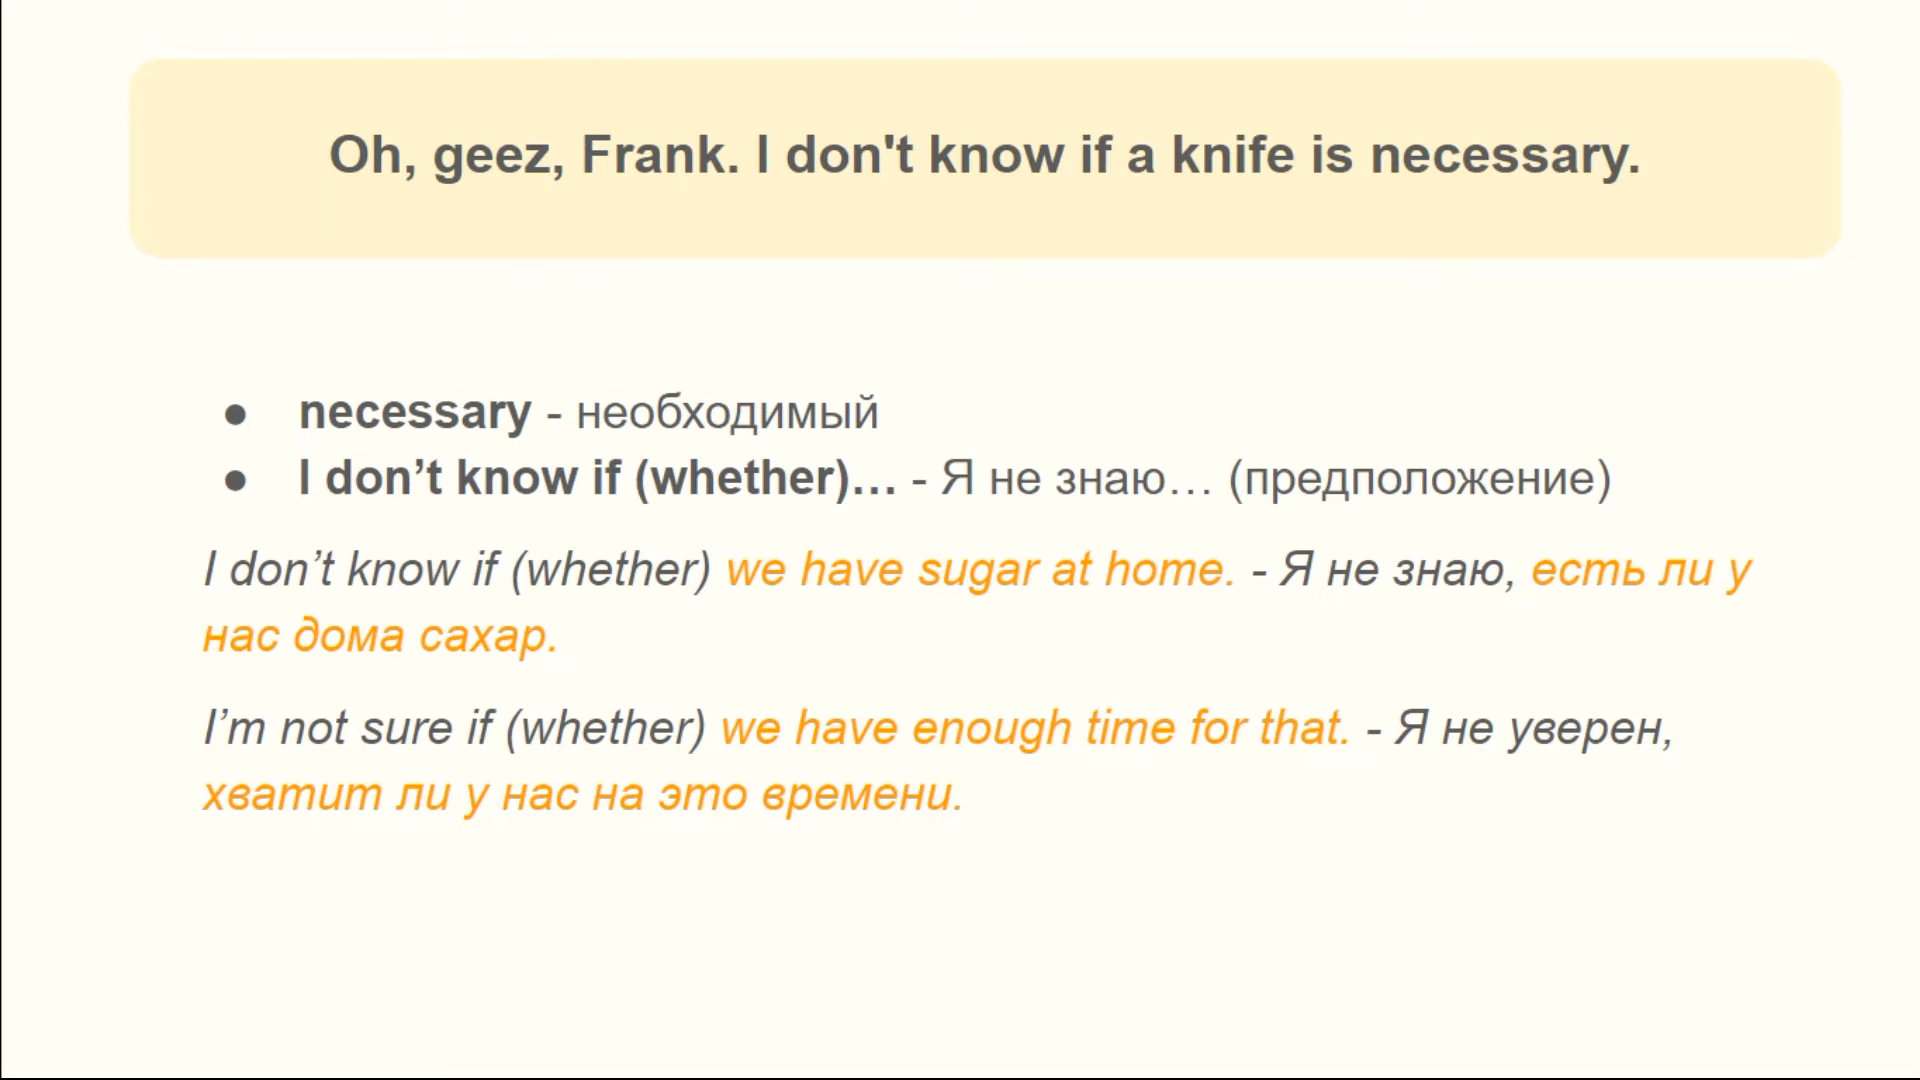 Oh, geez, Frank. I don't know if a knife is necessary.
● necessary - необходимый
● I don’t know if (whether)… - Я не знаю… (предположение)
I don’t know if (whether) we have sugar at home. - Я не знаю, есть ли у
нас дома сахар.
I’m not sure if (whether) we have enough time for that. - Я не уверен,
хватит ли у нас на это времени.